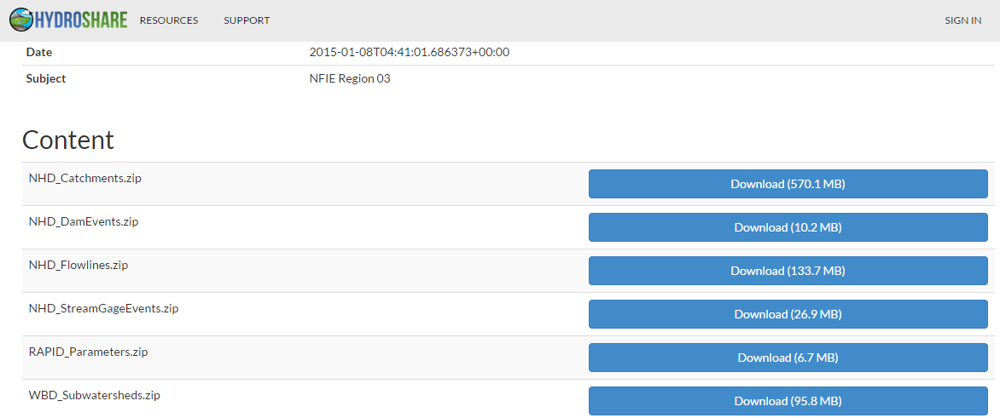 HYDROSHARE RESOURCES SUPPORT SIGN IN
Date 2015-01-08T04:41:01.686373+00:00
Subject NFIE Region 03
Content
NHD_Catchments.zip Download (570.1 MB)
NHD_DamEvents.zip Download (10.2 MB)
NHD_Flowlines.zip Download (133.7 MB)
NHD_StreamGageEvents.zip Download (26.9 MB)
RAPID_Parameters.zip Download (6.7 MB)
WBD_Subwatersheds.zip Download (95.8 MB)